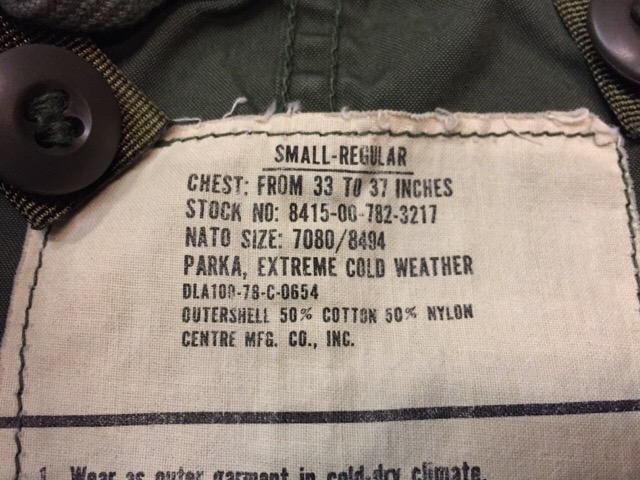 SMALL-REGULAR
CHEST: FROM 33 TO 37 INCHES
STOCK NO: 8415-00-782-3217
NATO SIZE: 7080/8494
PARKA, EXTREME COLD WEATHER
DLA100-78-C-0654
OUTERSHELL 50% COTTON 50% NYLON
CENTRE MFG. CO., INC.
1. Wear as outer garment in cold-dry climate.